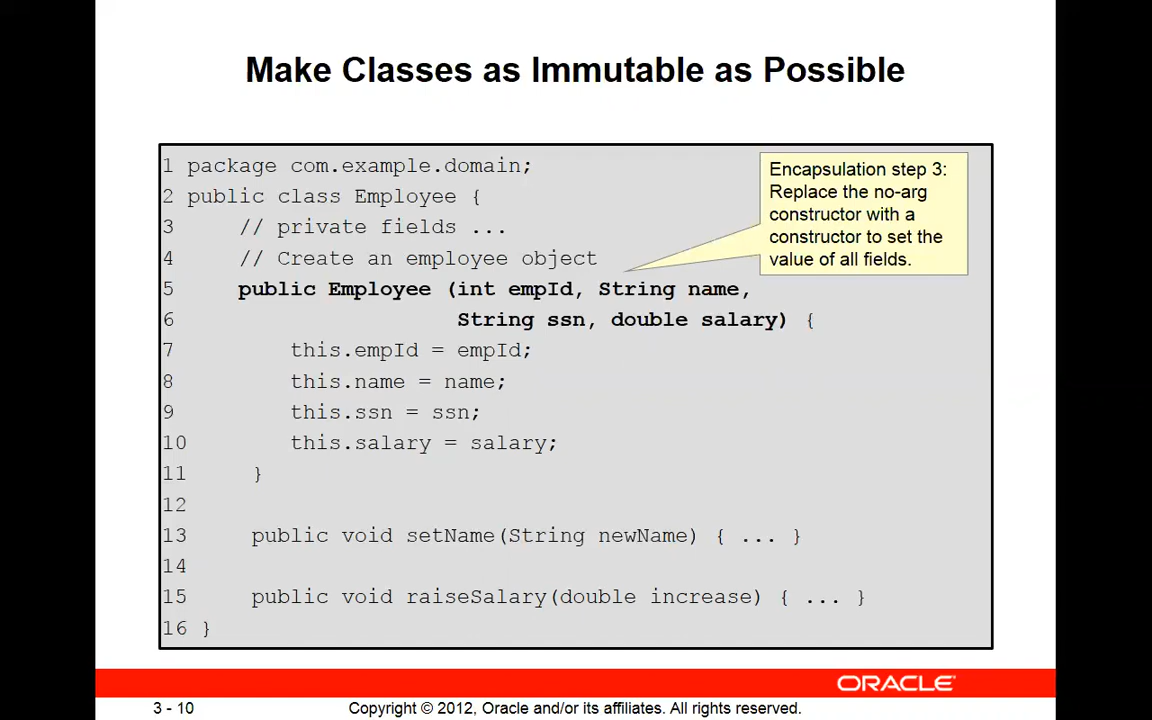 Make Classes as Immutable as Possible
Encapsulation step 3:
Replace the no-arg
constructor with a
constructor to set the
value of all fields.
1 package com.example.domain;
2 public class Employee {
3     // private fields ...
4     // Create an employee object
5     public Employee (int empId, String name,
6                      String ssn, double salary) {
7         this.empId = empId;
8         this.name = name;
9         this.ssn = ssn;
10        this.salary = salary;
11     }
12
13     public void setName(String newName) { ... }
14
15     public void raiseSalary(double increase) { ... }
16 }
ORACLE
3 - 10
Copyright © 2012, Oracle and/or its affiliates. All rights reserved.